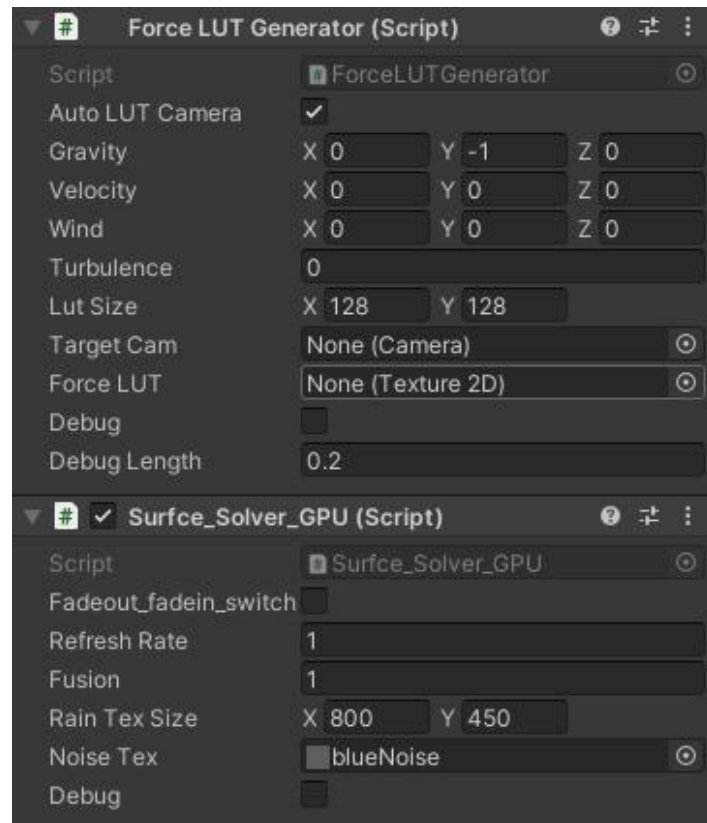 # Force LUT Generator (Script)
Script # ForceLUTGenerator
Auto LUT Camera
Gravity X 0 Y -1 Z 0
Velocity X 0 Y 0 Z 0
Wind X 0 Y 0 Z 0
Turbulence 0
Lut Size X 128 Y 128
Target Cam None (Camera)
Force LUT None (Texture 2D)
Debug
Debug Length 0.2
# Surfce_Solver_GPU (Script)
Script # Surfce_Solver_GPU
Fadeout_fadein_switch
Refresh Rate 1
Fusion 1
Rain Tex Size X 800 Y 450
Noise Tex blueNoise
Debug